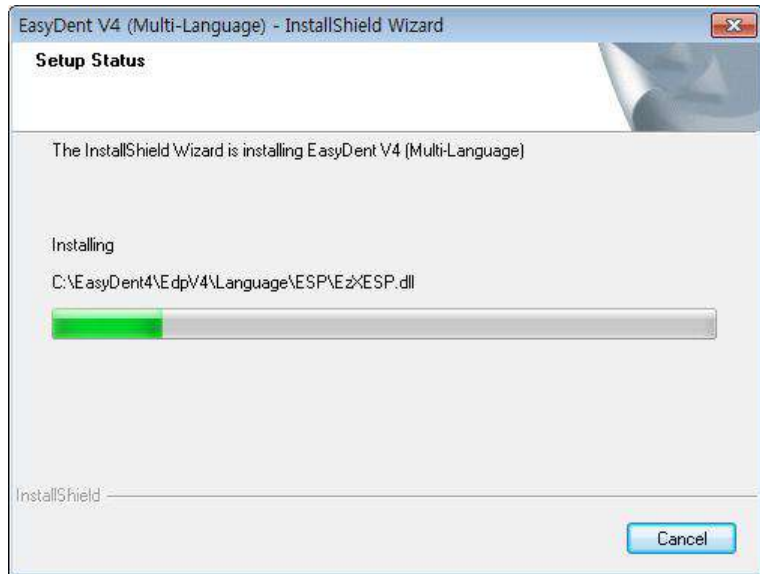 EasyDent V4 (Multi-Language) - InstallShield Wizard
Setup Status
The InstallShield Wizard is installing EasyDent V4 (Multi-Language)
Installing
C:\EasyDent4\EdpV4\Language\ESP\EzXESP.dll
InstallShield
Cancel